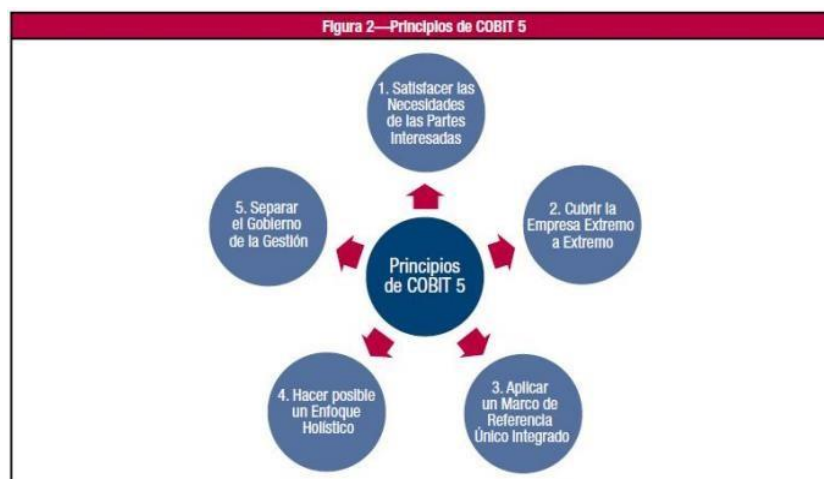 Figura 2—Principios de COBIT 5
1. Satisfacer las
Necesidades
de las Partes
Interesadas
2. Cubrir la
Empresa Extremo
a Extremo
3. Aplicar
un Marco de
Referencia
Único Integrado
4. Hacer posible
un Enfoque
Holístico
5. Separar
el Gobierno
de la Gestión
Principios
de COBIT 5